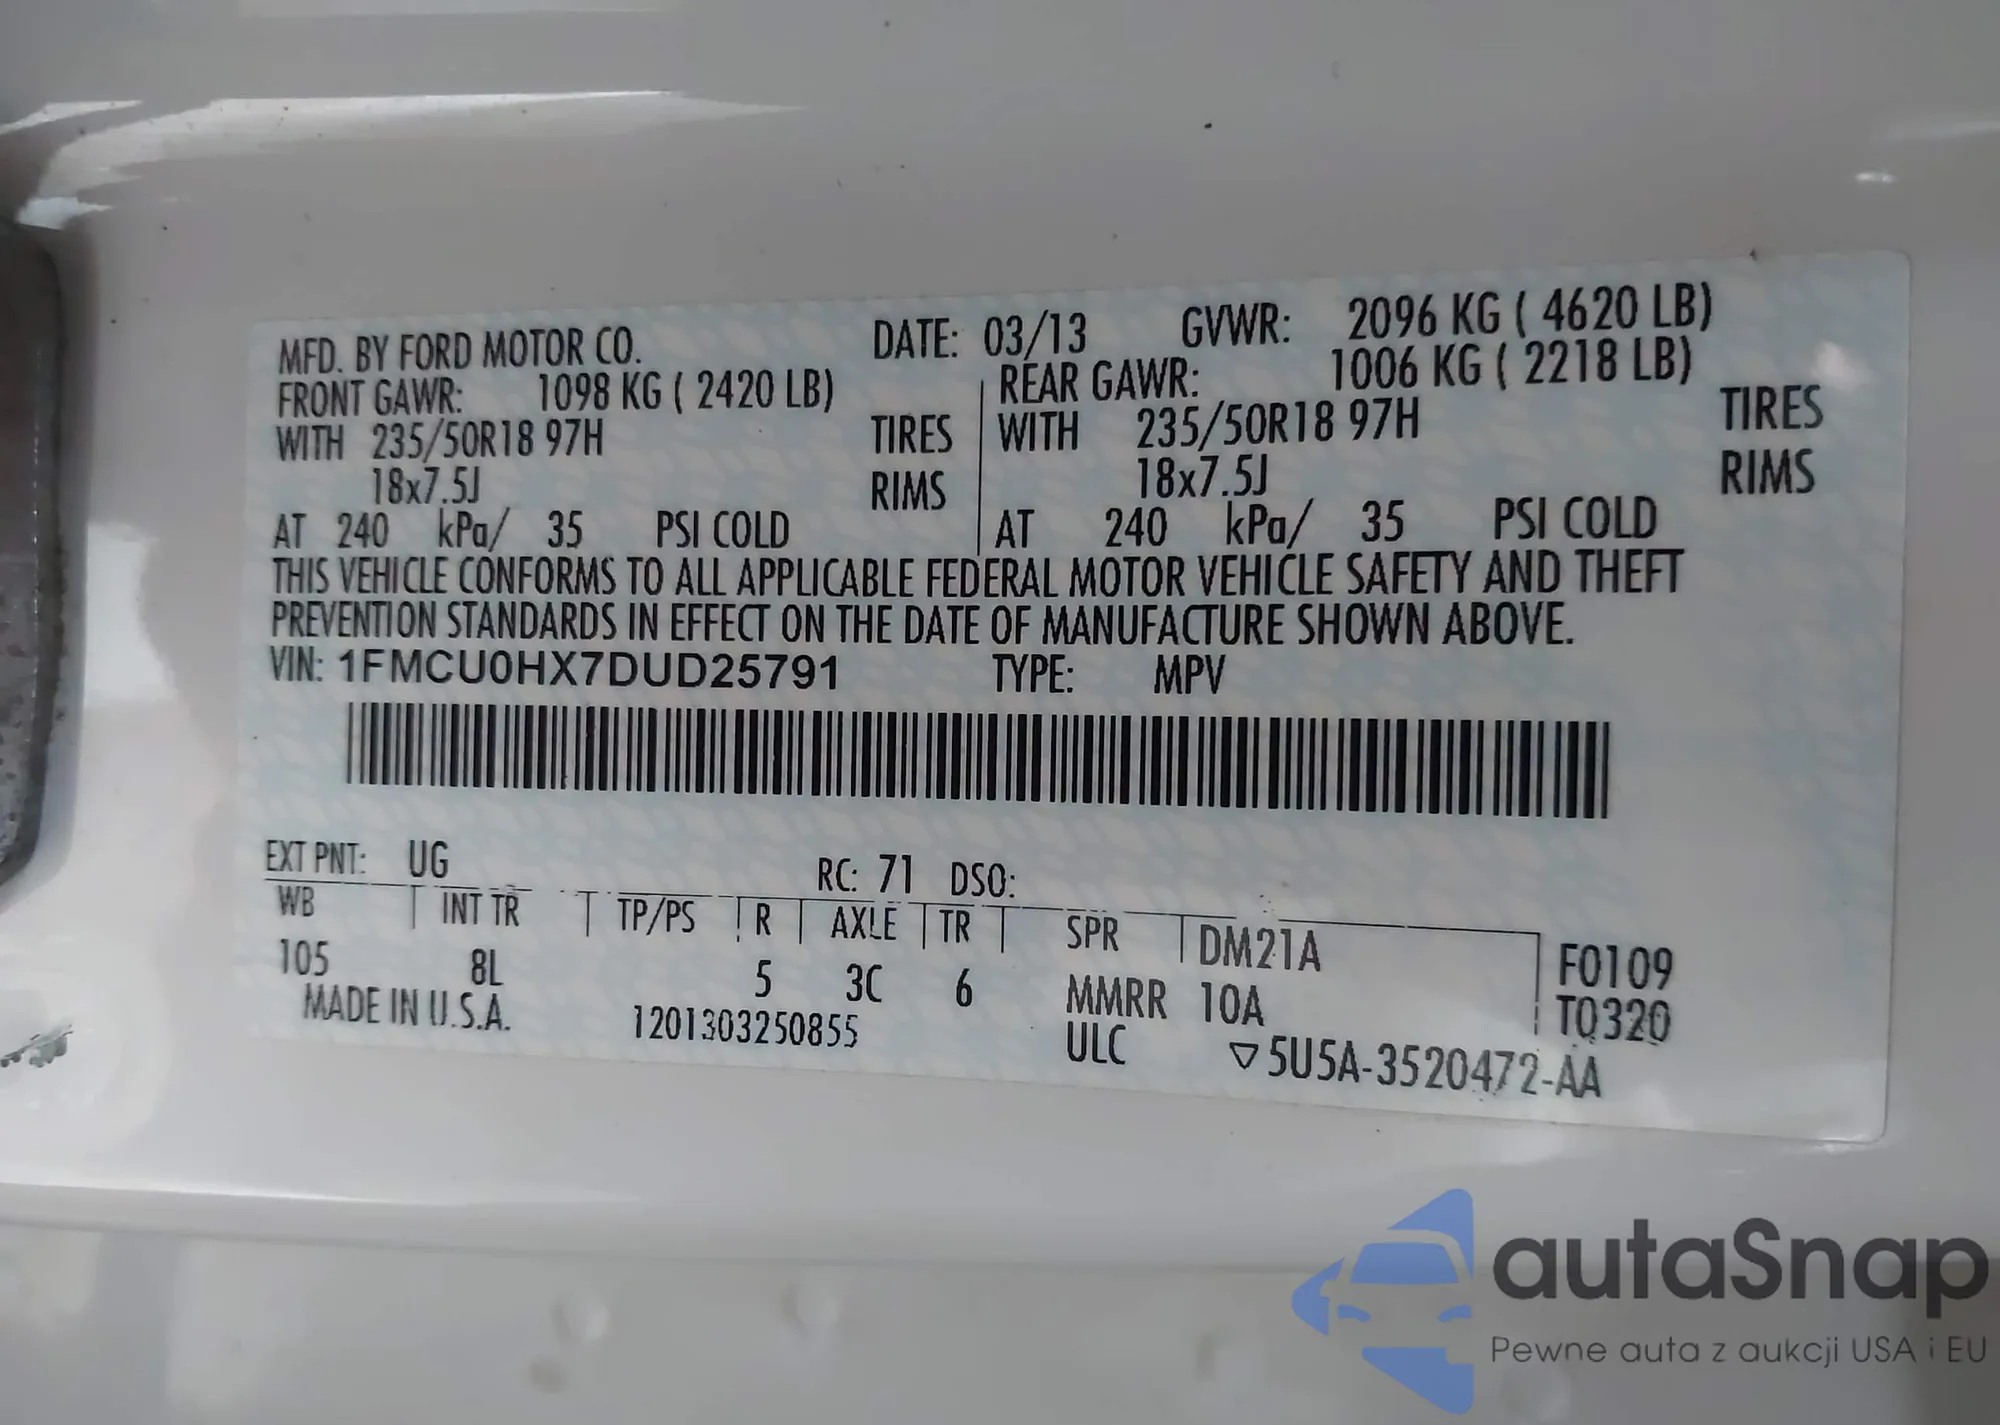 MFD. BY FORD MOTOR CO. DATE: 03/13 GVWR: 2096 KG ( 4620 LB)
FRONT GAWR: 1098 KG ( 2420 LB) REAR GAWR: 1006 KG ( 2218 LB)
WITH 235/50R18 97H TIRES WITH 235/50R18 97H TIRES
18x7.5J RIMS 18x7.5J RIMS
AT 240 kPa/ 35 PSI COLD AT 240 kPa/ 35 PSI COLD
THIS VEHICLE CONFORMS TO ALL APPLICABLE FEDERAL MOTOR VEHICLE SAFETY AND THEFT
PREVENTION STANDARDS IN EFFECT ON THE DATE OF MANUFACTURE SHOWN ABOVE.
VIN: 1FMCU0HX7DUD25791 TYPE: MPV
EXT PNT: UG RC: 71 DSO:
WB INT TR TP/PS R AXLE TR SPR DM21A F0109
105 8L 5 3C 6 MMRR 10A T0320
MADE IN U.S.A. 1201303250855 ULC ▽5U5A-3520472-AA
autaSnap
Pewne auta z aukcji USA i EU